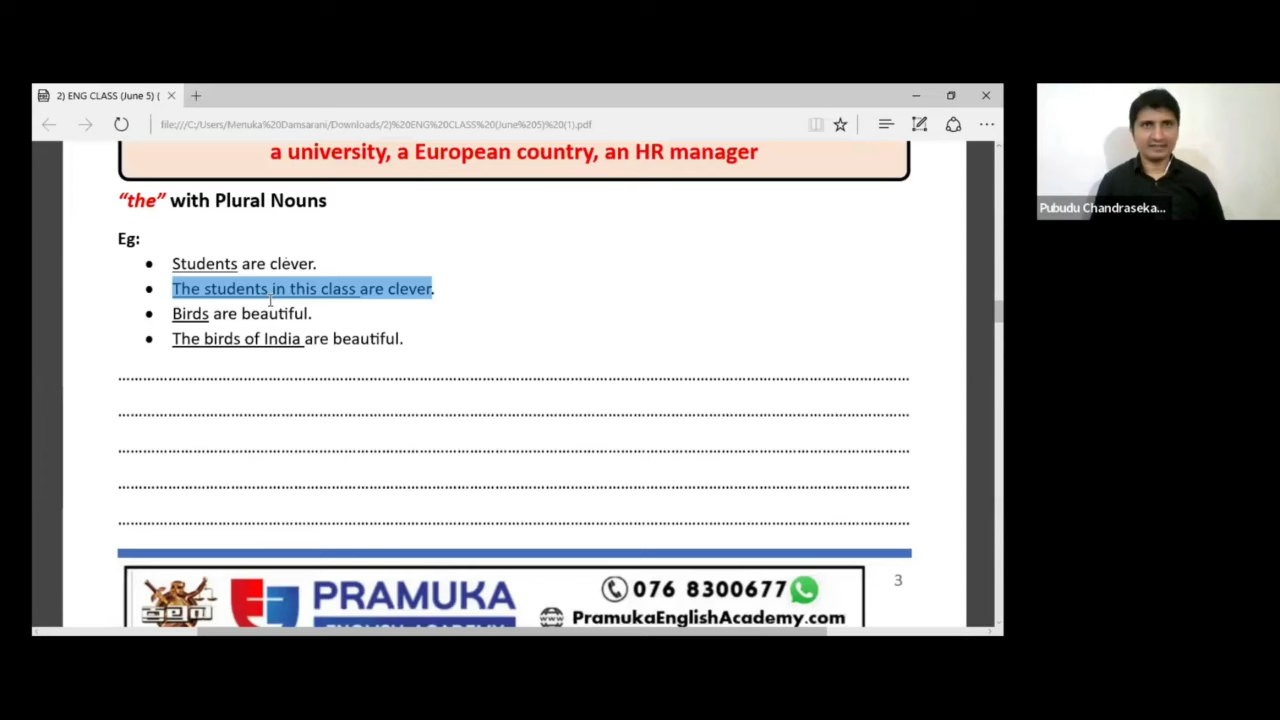 2) ENG CLASS (June 5) (
file:///C:/Users/Menuka%20Damsarani/Downloads/2)%20ENG%20CLASS%20(June%205)%20(1).pdf
a university, a European country, an HR manager
“the” with Plural Nouns
Eg:
• Students are clever.
• The students in this class are clever.
• Birds are beautiful.
• The birds of India are beautiful.
3
PRAMUKA
ENGLISH ACADEMY
076 8300677
PramukaEnglishAcademy.com
Pubudu Chandraseka...